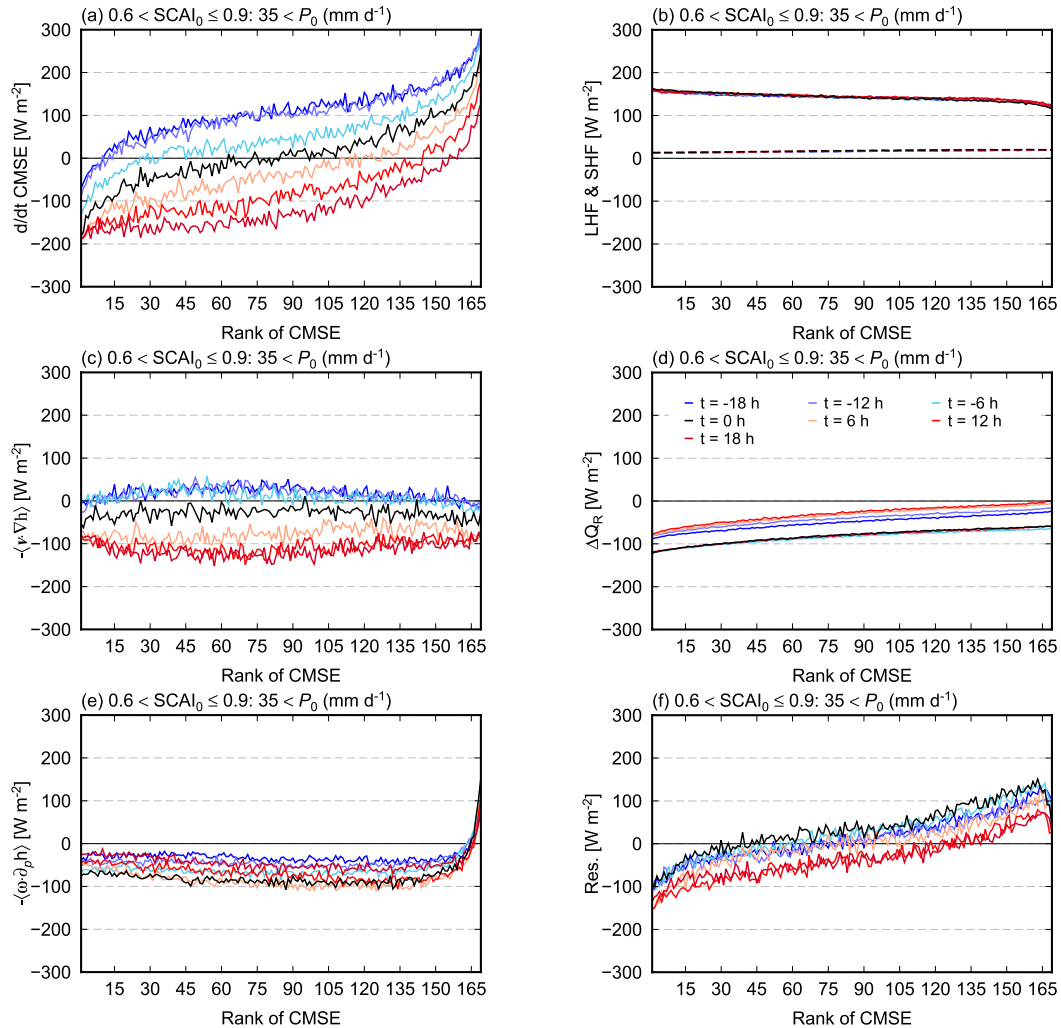 (a) 0.6 < SCAI₀ ≤ 0.9: 35 < P₀ (mm d⁻¹)
300
200
100
0
−100
−200
−300
d/dt CMSE [W m⁻²]
15 30 45 60 75 90 105 120 135 150 165
Rank of CMSE
(b) 0.6 < SCAI₀ ≤ 0.9: 35 < P₀ (mm d⁻¹)
300
200
100
0
−100
−200
−300
LHF & SHF [W m⁻²]
15 30 45 60 75 90 105 120 135 150 165
Rank of CMSE
(c) 0.6 < SCAI₀ ≤ 0.9: 35 < P₀ (mm d⁻¹)
300
200
100
0
−100
−200
−300
-⟨v·∇h⟩ [W m⁻²]
15 30 45 60 75 90 105 120 135 150 165
Rank of CMSE
(d) 0.6 < SCAI₀ ≤ 0.9: 35 < P₀ (mm d⁻¹)
300
200
100
0
−100
−200
−300
ΔQ_R [W m⁻²]
t = -18 h t = -12 h t = -6 h
t = 0 h t = 6 h t = 12 h
t = 18 h
15 30 45 60 75 90 105 120 135 150 165
Rank of CMSE
(e) 0.6 < SCAI₀ ≤ 0.9: 35 < P₀ (mm d⁻¹)
300
200
100
0
−100
−200
−300
-⟨ω·∂ₚh⟩ [W m⁻²]
15 30 45 60 75 90 105 120 135 150 165
Rank of CMSE
(f) 0.6 < SCAI₀ ≤ 0.9: 35 < P₀ (mm d⁻¹)
300
200
100
0
−100
−200
−300
Res. [W m⁻²]
15 30 45 60 75 90 105 120 135 150 165
Rank of CMSE